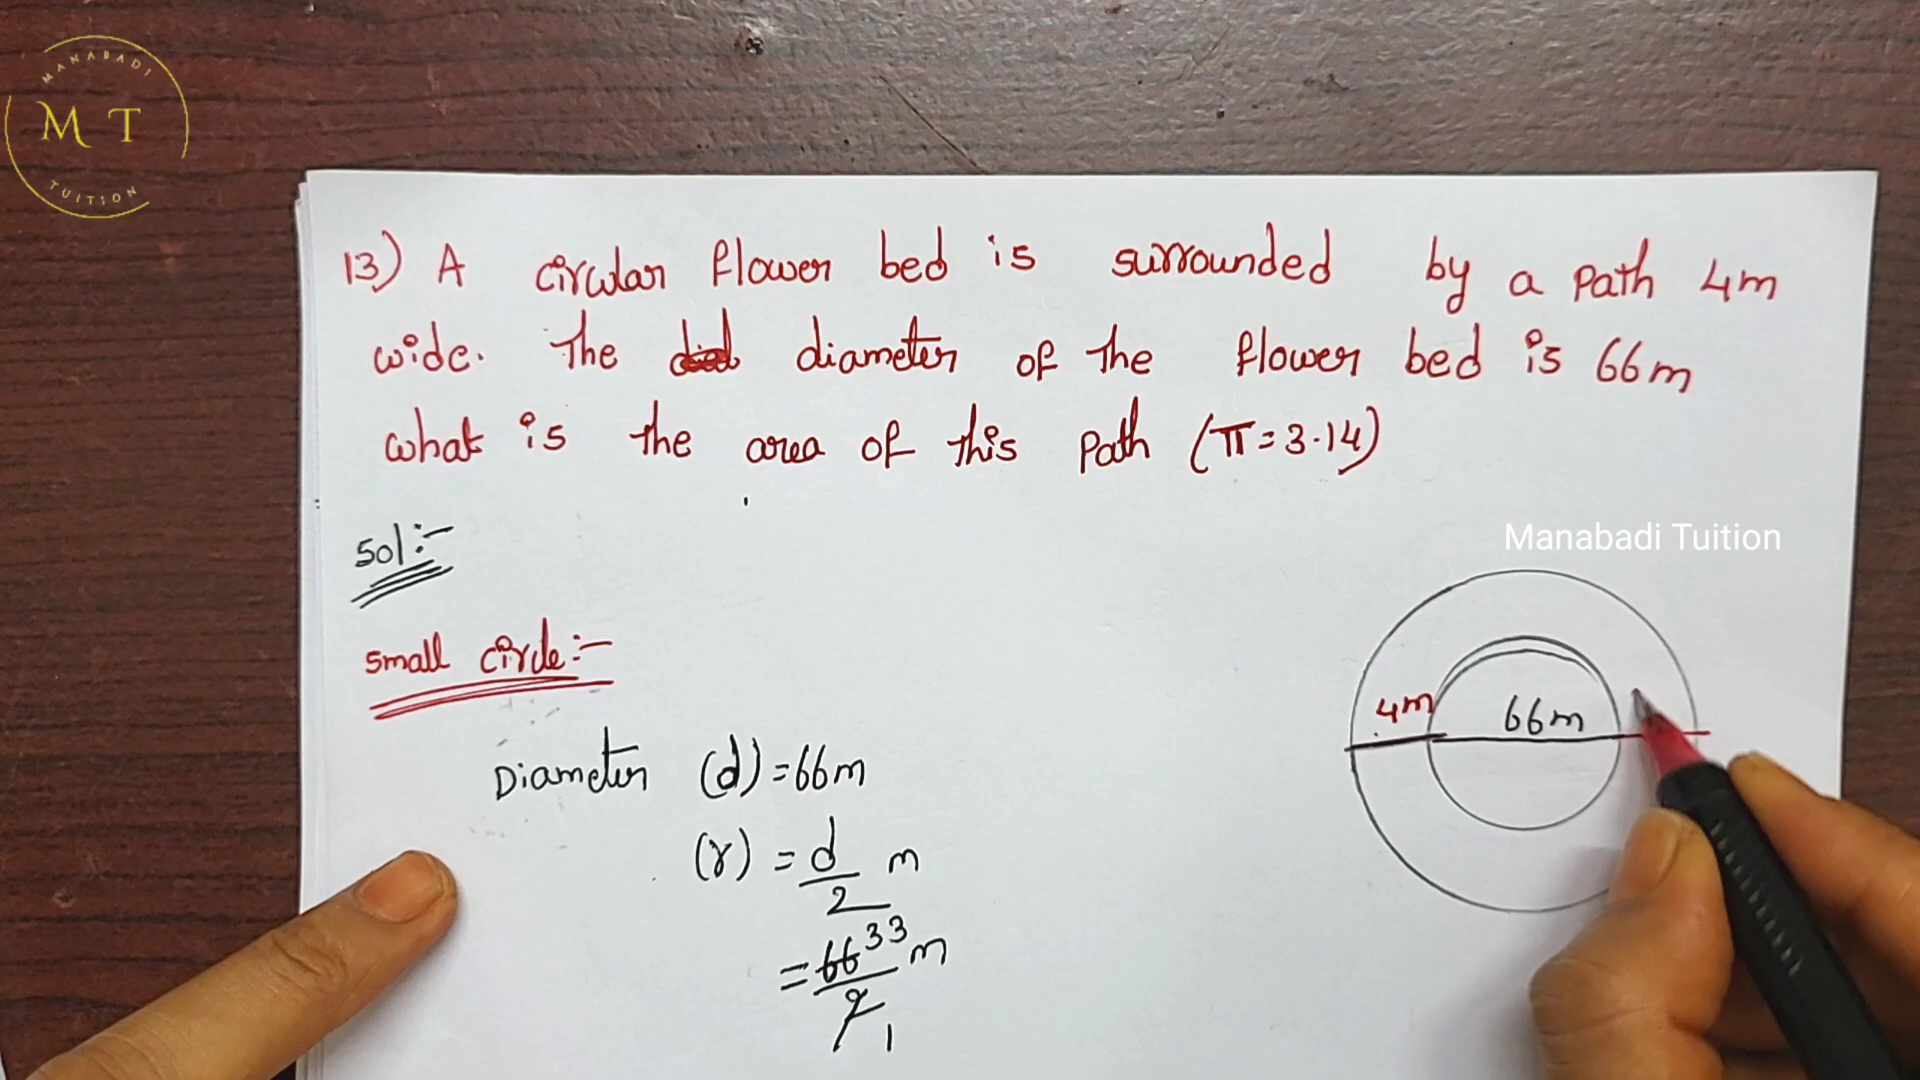 MANABADI
M T
TUITION
13) A circular flower bed is surrounded by a path 4m
wide. The diameter of the flower bed is 66m
what is the area of this path (π=3.14)
Manabadi Tuition
Sol:-
small circle:-
4m
66m
Diameter (d) = 66m
(r) = d/2 m
= 66 33/2 1 m